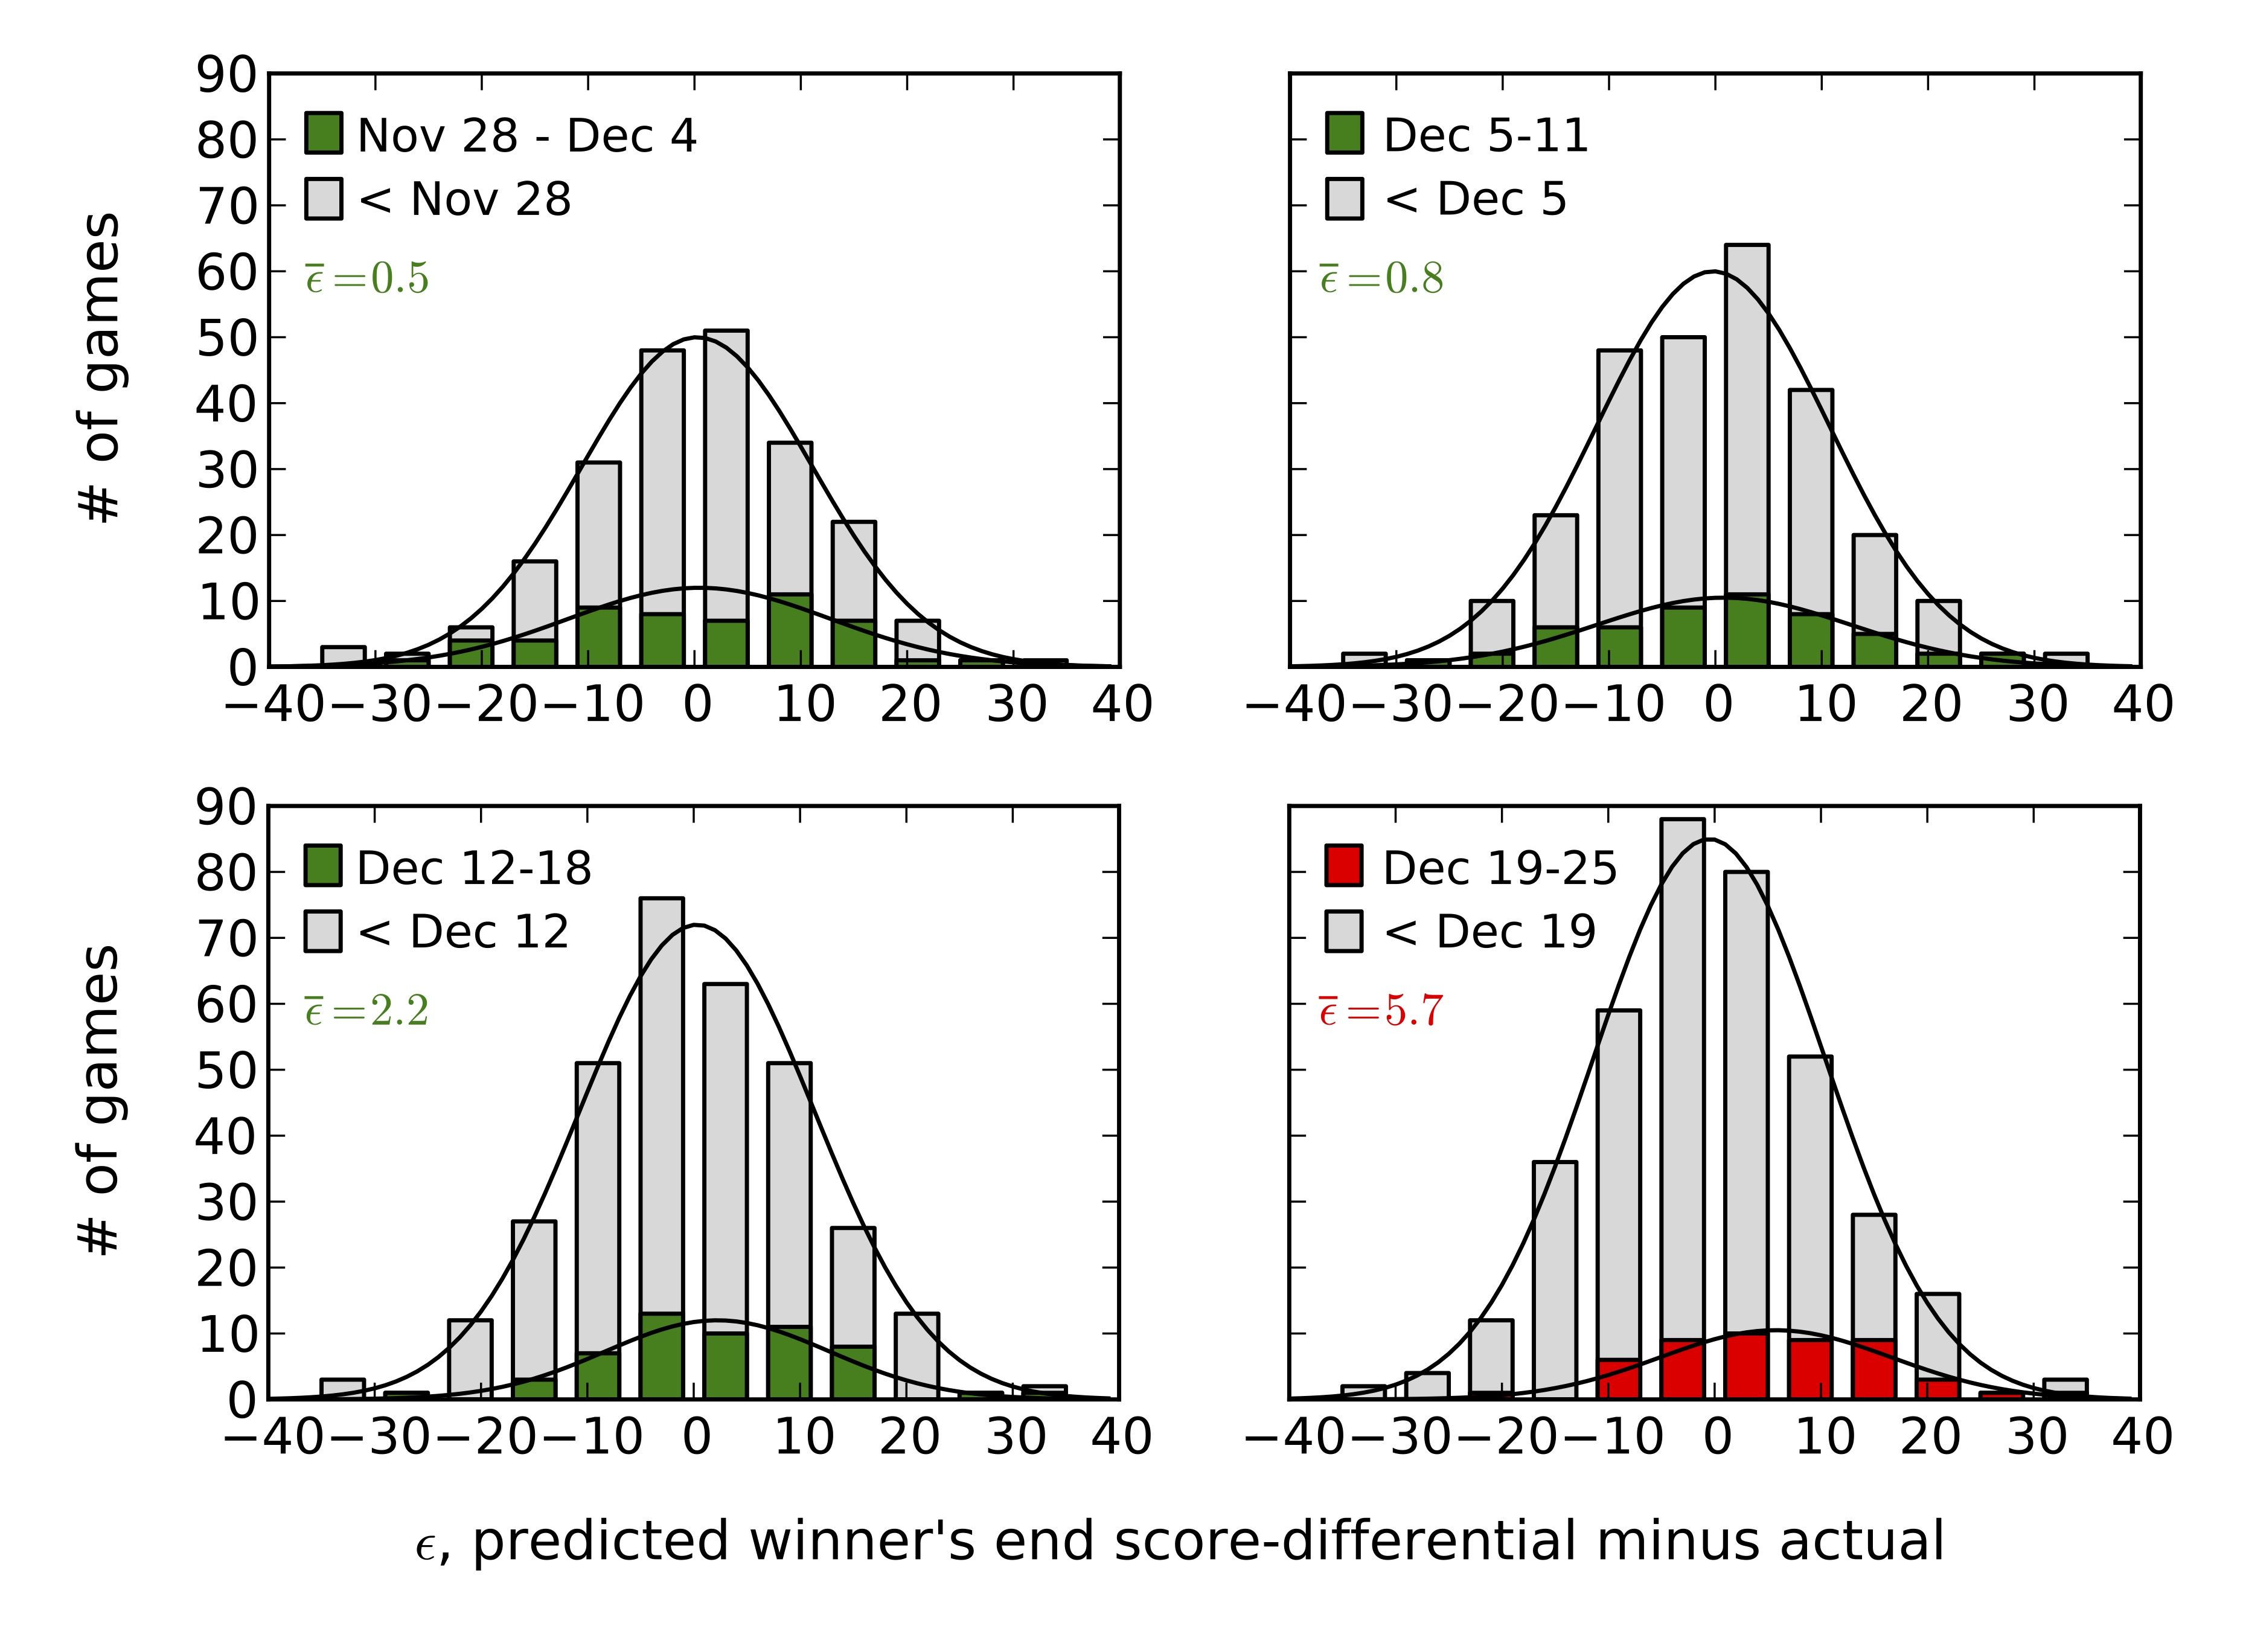 90
80
70
60
50
40
30
20
10
0
# of games
Nov 28 - Dec 4
< Nov 28
ϵ̅=0.5
−40 −30 −20 −10 0 10 20 30 40
Dec 5-11
< Dec 5
ϵ̅=0.8
−40 −30 −20 −10 0 10 20 30 40
90
80
70
60
50
40
30
20
10
0
# of games
Dec 12-18
< Dec 12
ϵ̅=2.2
−40 −30 −20 −10 0 10 20 30 40
Dec 19-25
< Dec 19
ϵ̅=5.7
−40 −30 −20 −10 0 10 20 30 40
ϵ, predicted winner's end score-differential minus actual